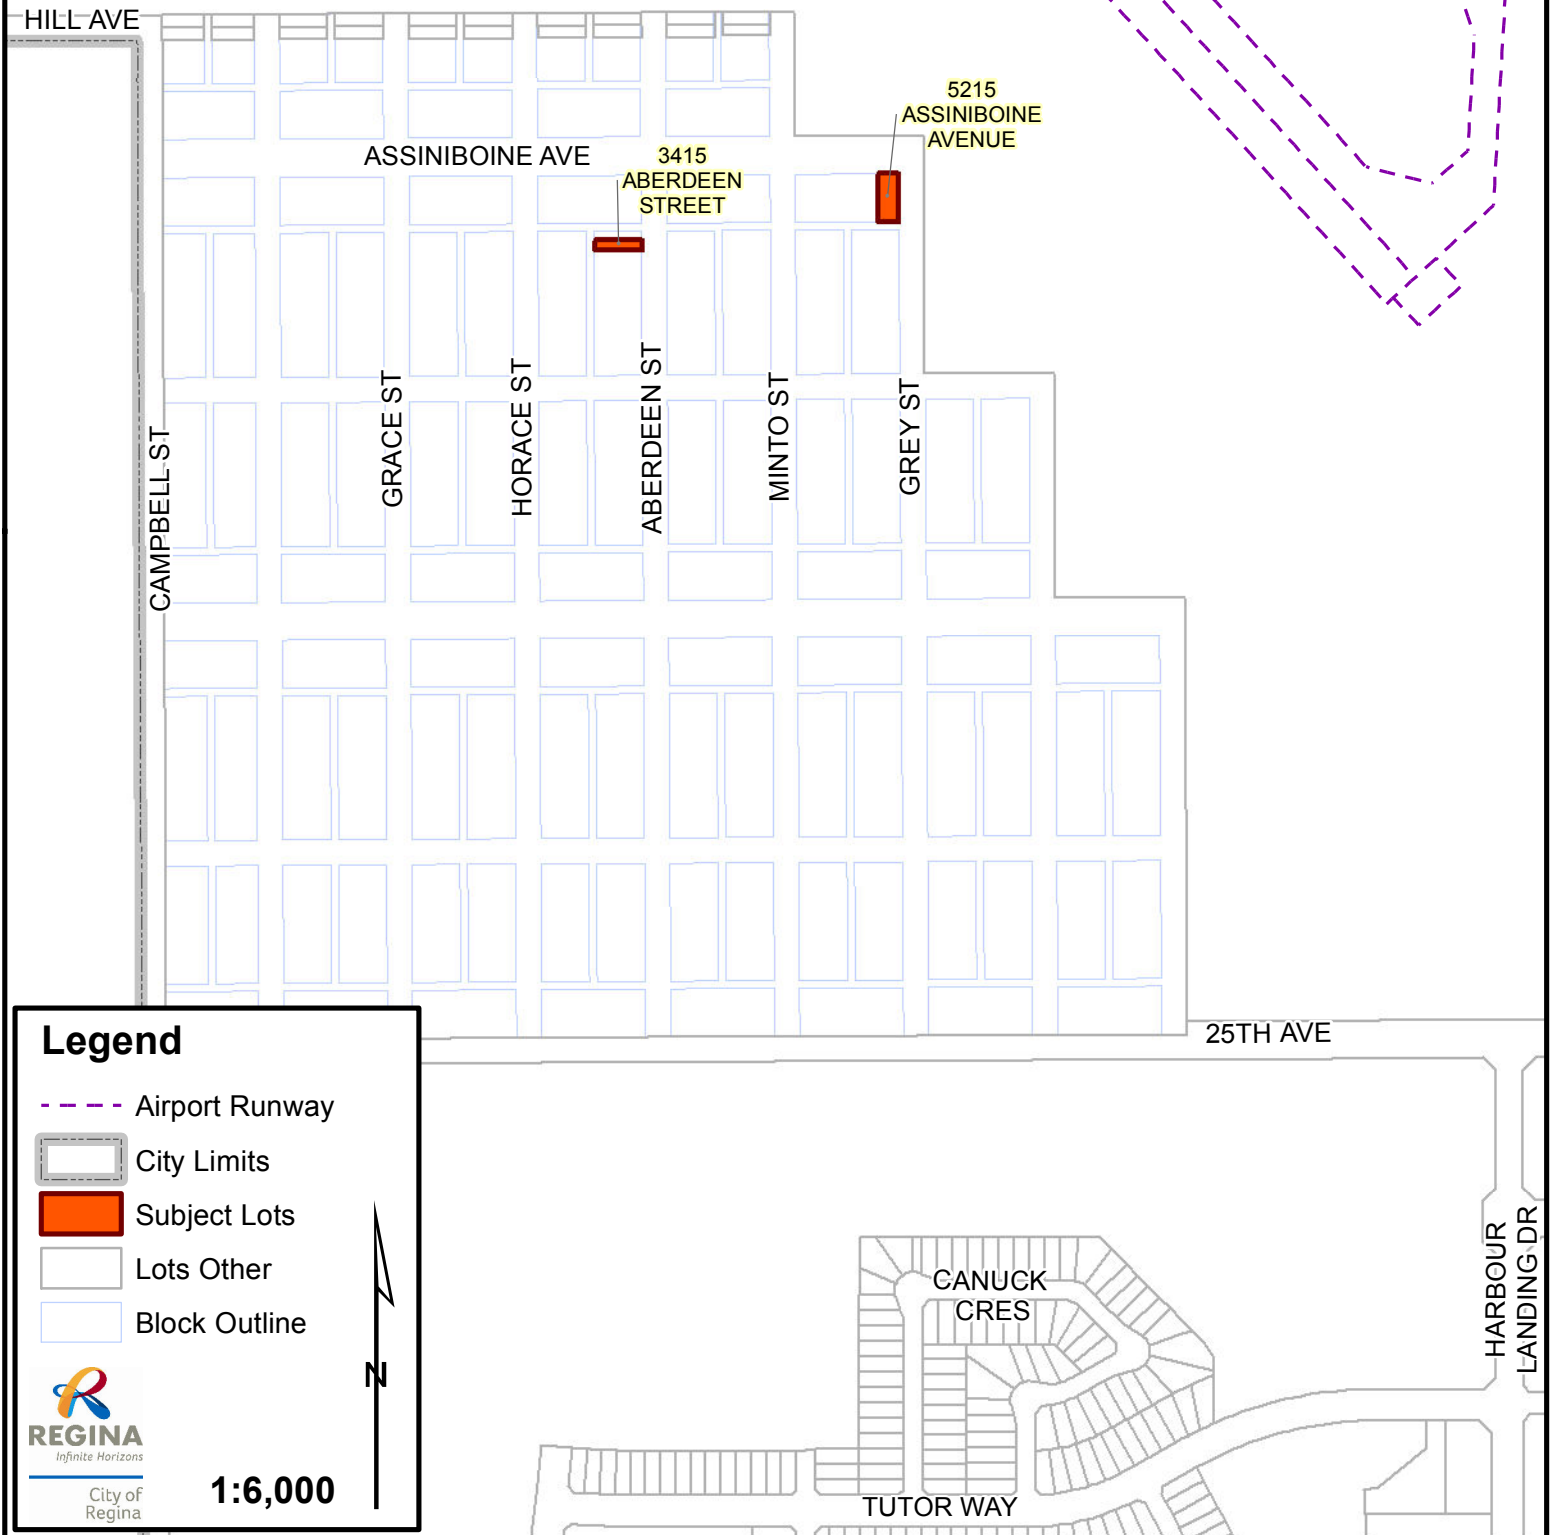 HILL AVE
5215
ASSINIBOINE
AVENUE
ASSINIBOINE AVE
3415
ABERDEEN
STREET
CAMPBELL ST
GRACE ST
HORACE ST
ABERDEEN ST
MINTO ST
GREY ST
25TH AVE
HARBOUR
LANDING DR
CANUCK
CRES
TUTOR WAY
Legend
Airport Runway
City Limits
Subject Lots
Lots Other
Block Outline
N
REGINA
Infinite Horizons
City of
Regina
1:6,000